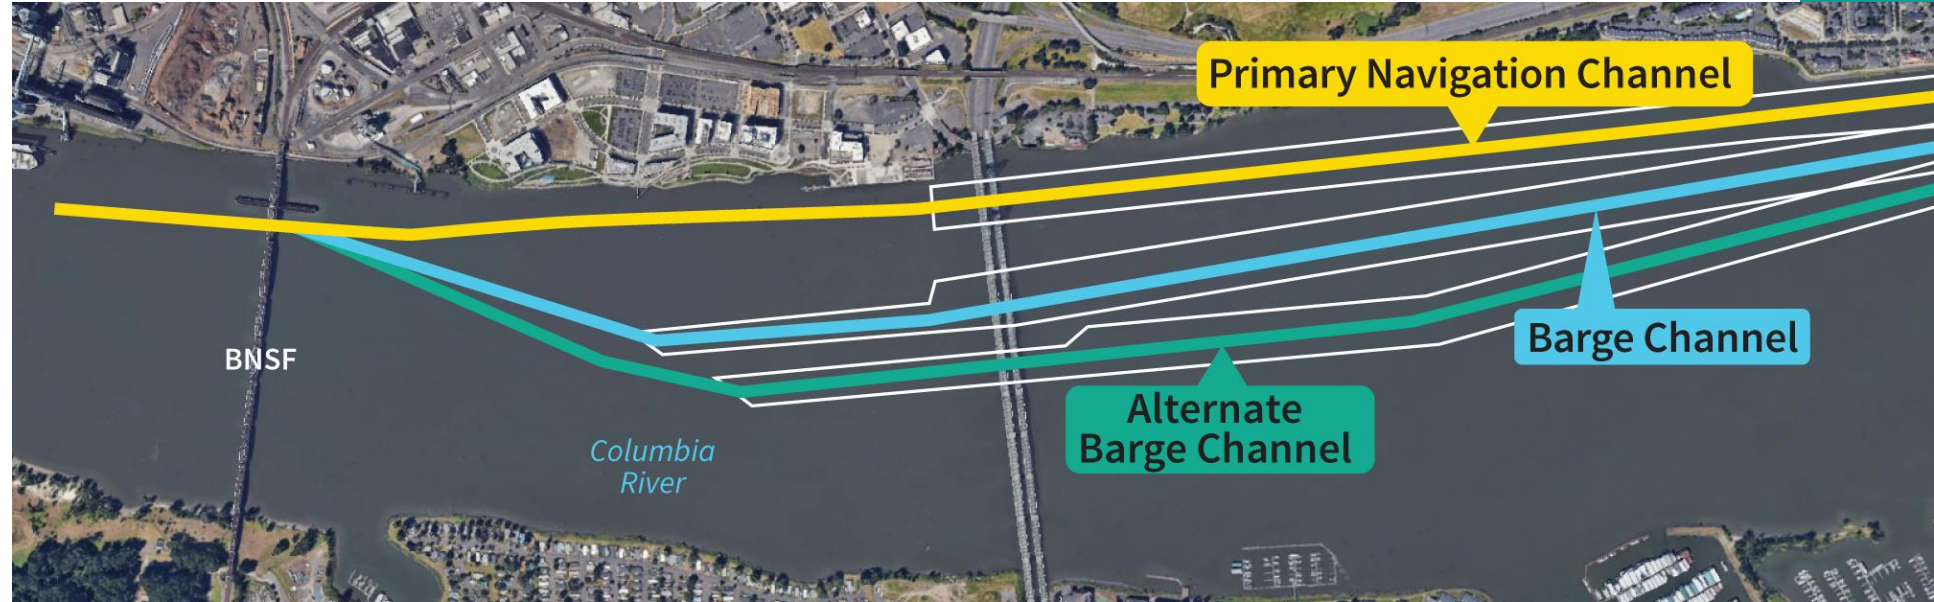 Primary Navigation Channel
BNSF
Barge Channel
Alternate
Barge Channel
Columbia
River